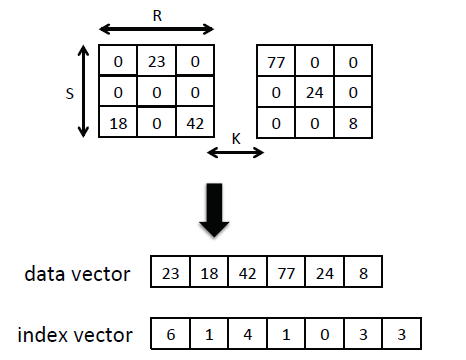 R
0 23 0 77 0 0
S 0 0 0 0 24 0
18 0 42 0 0 8
K
data vector 23 18 42 77 24 8
index vector 6 1 4 1 0 3 3